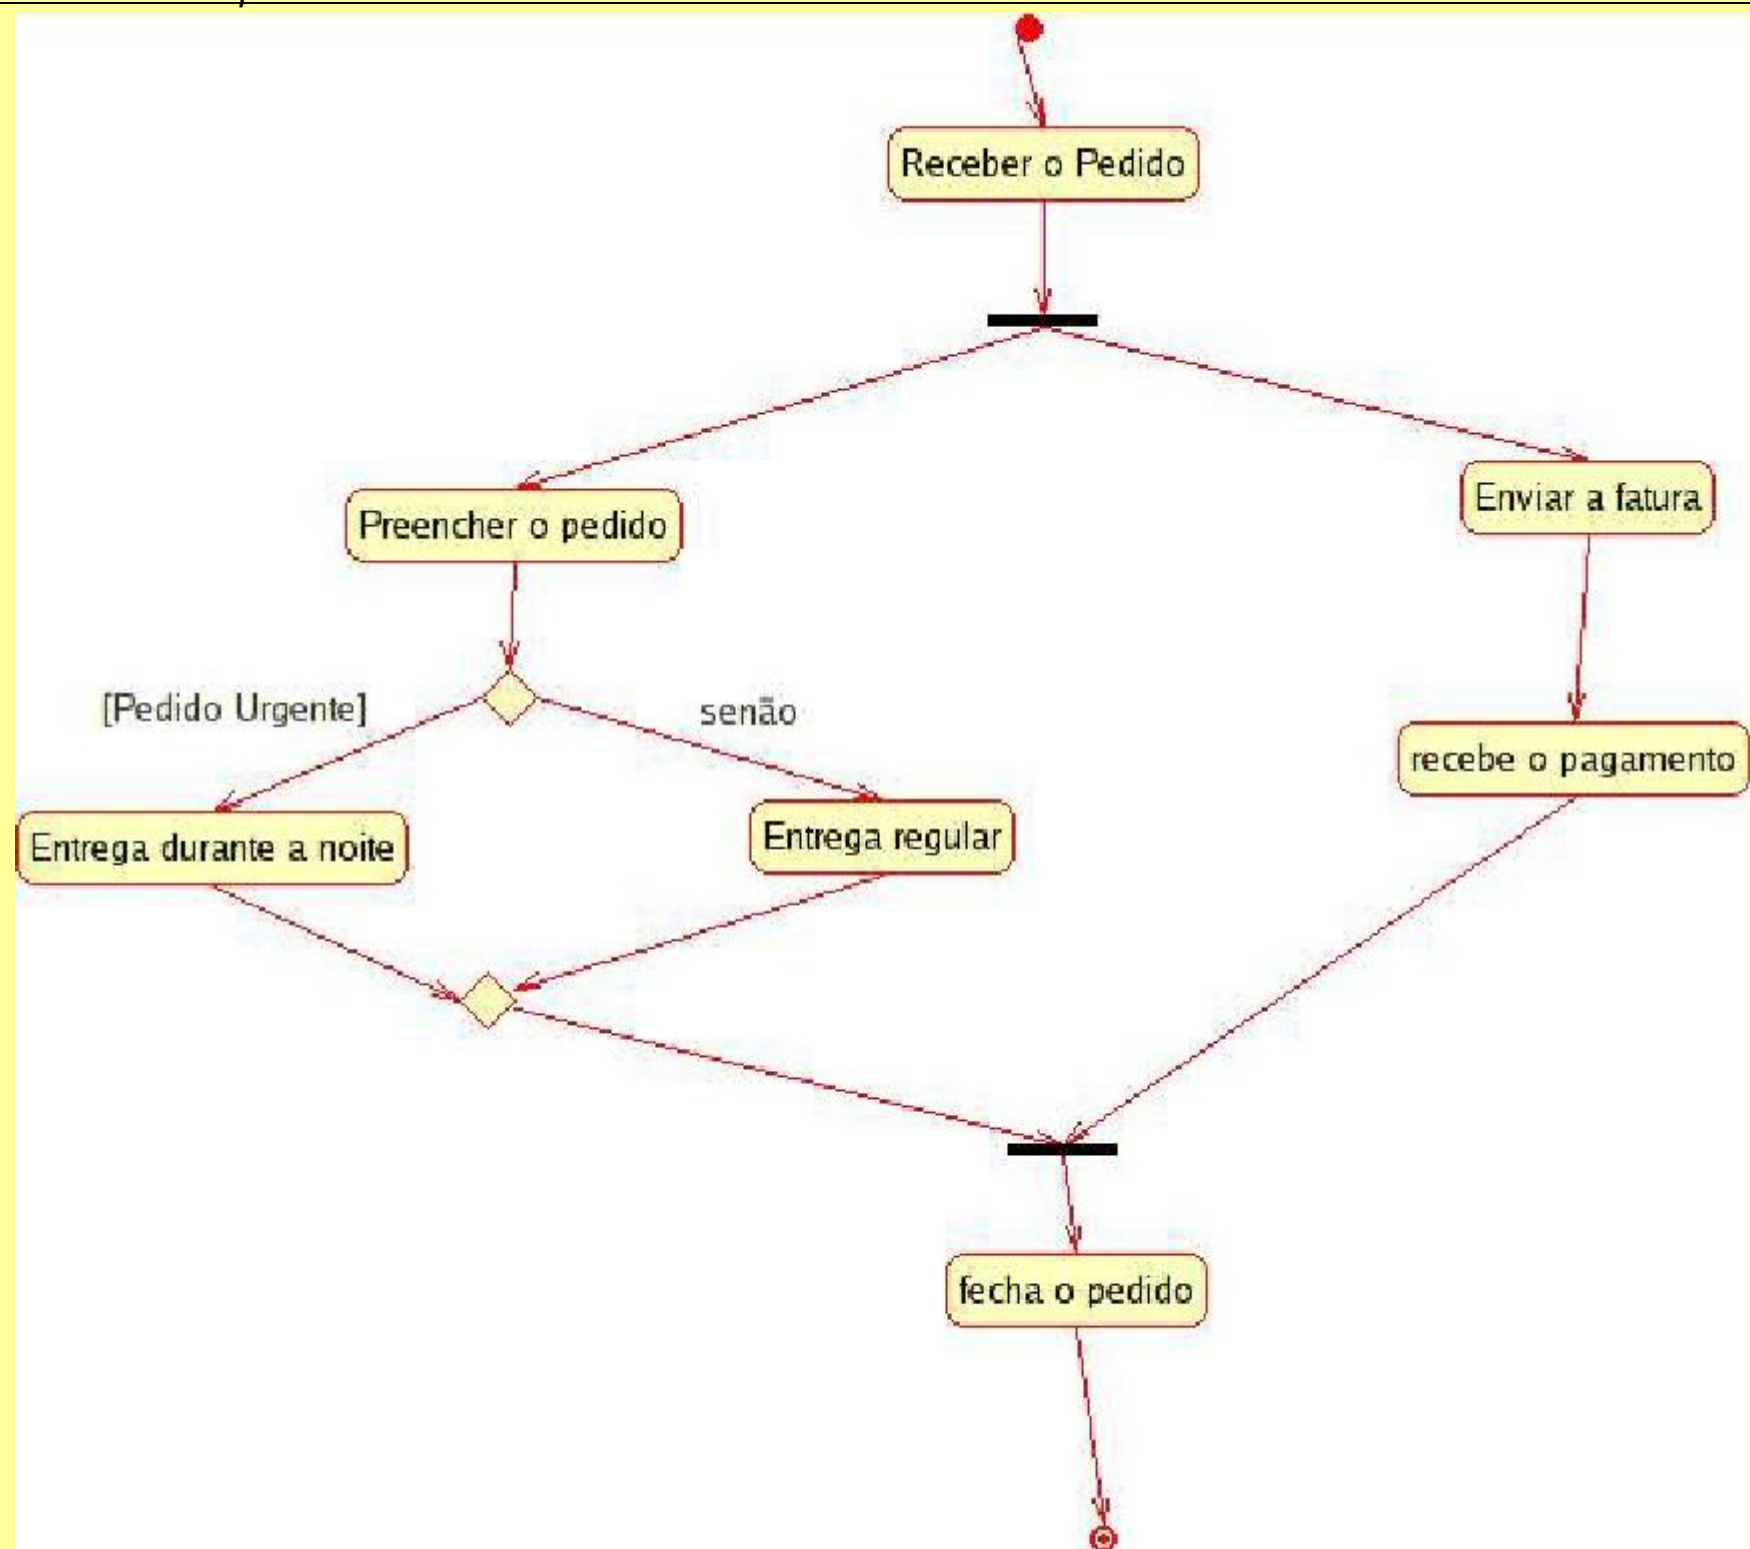 Receber o Pedido
Preencher o pedido
Enviar a fatura
[Pedido Urgente]
senão
recebe o pagamento
Entrega durante a noite
Entrega regular
fecha o pedido